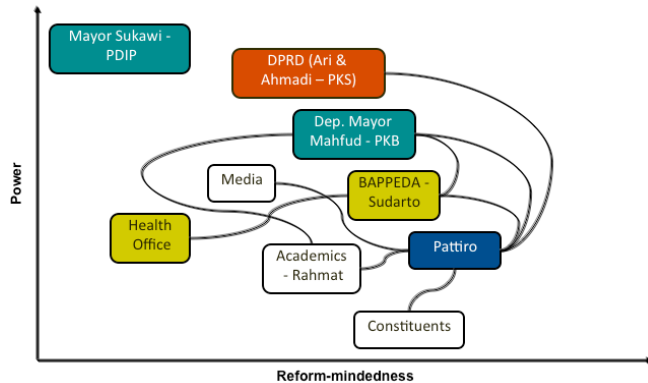 Mayor Sukawi -
PDIP
DPRD (Ari &
Ahmadi – PKS)
Dep. Mayor
Mahfud - PKB
Media
BAPPEDA -
Sudarto
Health
Office
Academics
- Rahmat
Pattiro
Constituents
Power
Reform-mindedness